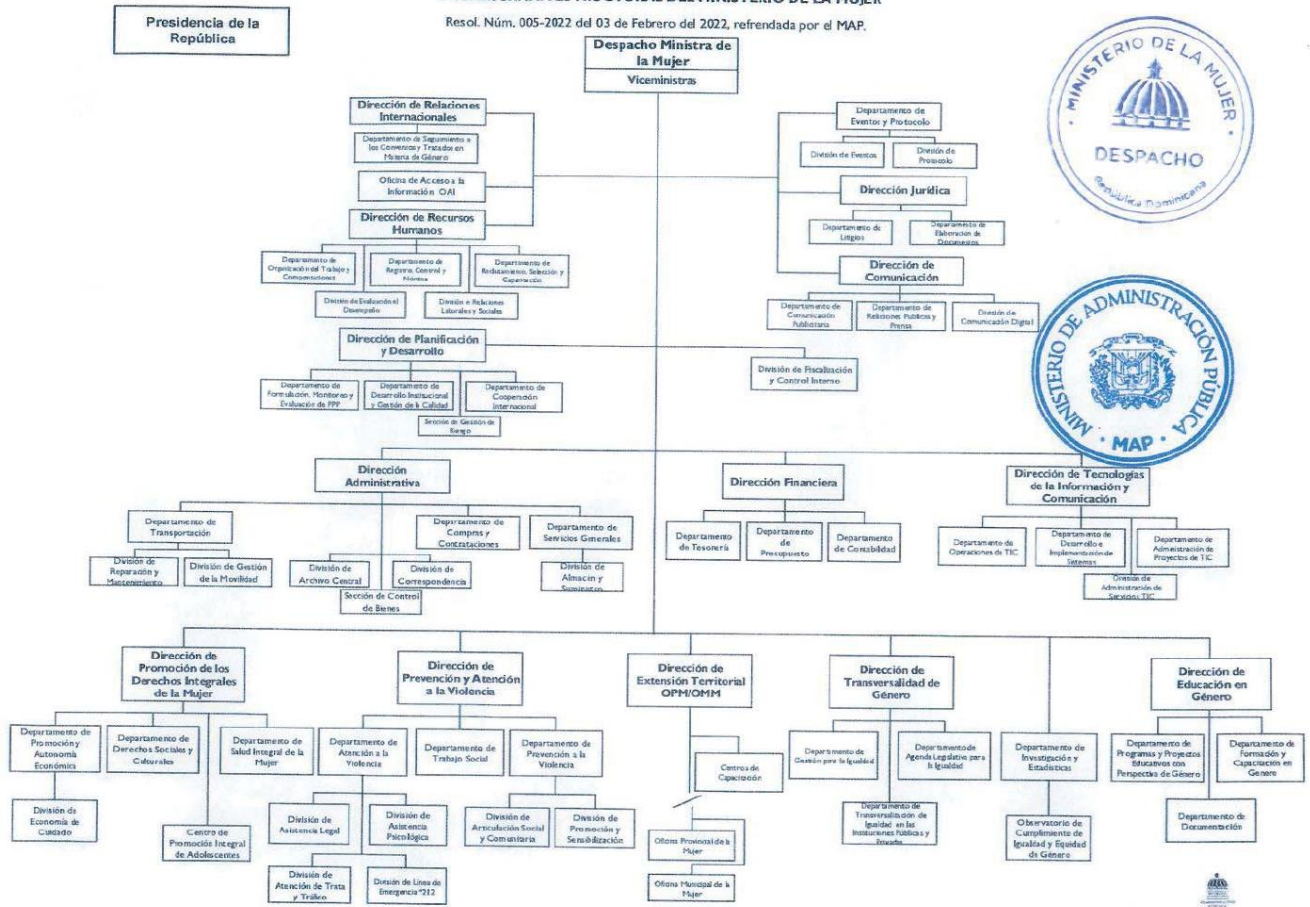 Presidencia de la
República
Resol. Núm. 005-2022 del 03 de Febrero del 2022, refrendada por el MAP.
Despacho Ministra de
la Mujer
Viceministras
MINISTERIO DE LA MUJER
DESPACHO
República Dominicana
Dirección de Relaciones
Internacionales
Departamento de Seguimiento a
los Convenios y Tratados en
Materia de Género
Oficina de Acceso a la
Información OAI
Dirección de Recursos
Humanos
Departamento de
Organización del Trabajo y
Compensaciones
Departamento de
Registro, Control y
Nómina
Departamento de
Reclutamiento, Selección y
Capacitación
División de Evaluación el
Desempeño
División e Relaciones
Laborales y Sociales
Departamento de
Eventos y Protocolo
División de Eventos
División de
Protocolo
Dirección Jurídica
Departamento de
Litigios
Departamento de
Elaboración de
Documentos
Dirección de
Comunicación
Departamento de
Comunicación
Publicitaria
Departamento de
Relaciones Públicas y
Prensa
División de
Comunicación Digital
MINISTERIO DE ADMINISTRACIÓN PÚBLICA
MAP
Dirección de Planificación
y Desarrollo
Departamento de
Formulación, Monitoreo y
Evaluación de PPP
Departamento de
Desarrollo Institucional
y Gestión de la Calidad
Departamento de
Cooperación
Internacional
Sección de Gestión de
Riesgo
División de Fiscalización
y Control Interno
Dirección
Administrativa
Departamento de
Transportación
División de
Reparación y
Mantenimiento
División de Gestión
de la Movilidad
Departamento de
Compras y
Contrataciones
Departamento de
Servicios Generales
División de
Archivo Central
División de
Correspondencia
Sección de Control
de Bienes
División de
Almacén y
Suministro
Dirección Financiera
Departamento
de Tesorería
Departamento
de
Presupuesto
Departamento
de Contabilidad
Dirección de Tecnologías
de la Información y
Comunicación
Departamento de
Operaciones de TIC
Departamento de
Desarrollo e
Implementación de
Sistemas
Departamento de
Administración de
Proyectos de TIC
División de
Administración de
Servicios TIC
Dirección de
Promoción de los
Derechos Integrales
de la Mujer
Departamento de
Promoción y
Autonomía
Económica
Departamento de
Derechos Sociales y
Culturales
Departamento de
Salud Integral de la
Mujer
División de
Economía de
Cuidado
Centro de
Promoción Integral
de Adolescentes
Dirección de
Prevención y Atención
a la Violencia
Departamento de
Atención a la
Violencia
Departamento de
Trabajo Social
Departamento de
Prevención a la
Violencia
División de
Asistencia Legal
División de
Asistencia
Psicológica
División de
Atención de Trata
y Tráfico
División de Línea de
Emergencia *212
División de
Articulación Social
y Comunitaria
División de
Promoción y
Sensibilización
Dirección de
Extensión Territorial
OPM/OMM
Centros de
Capacitación
Oficina Provincial de la
Mujer
Oficina Municipal de la
Mujer
Dirección de
Transversalidad de
Género
Departamento de
Gestión para la Igualdad
Departamento de
Agenda Legislativa para
la Igualdad
Departamento de
Transversalización de
Igualdad en las
Instituciones Públicas y
Privadas
Departamento de
Investigación y
Estadísticas
Observatorio de
Cumplimiento de
Igualdad y Equidad
de Género
Dirección de
Educación en
Género
Departamento de
Programas y Proyectos
Educativos con
Perspectiva de Género
Departamento de
Formación y
Capacitación en
Género
Departamento de
Documentación